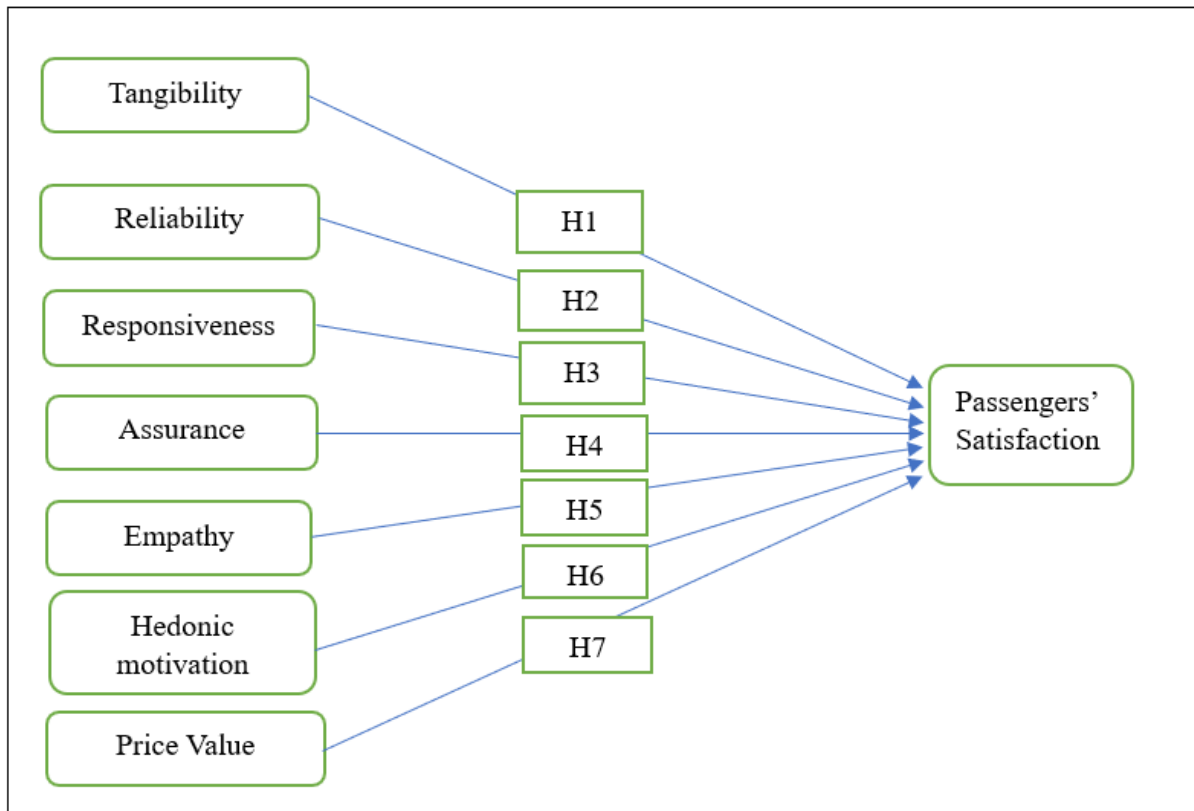 Tangibility
Reliability
Responsiveness
Assurance
Empathy
Hedonic
motivation
Price Value
H1
H2
H3
H4
H5
H6
H7
Passengers’
Satisfaction